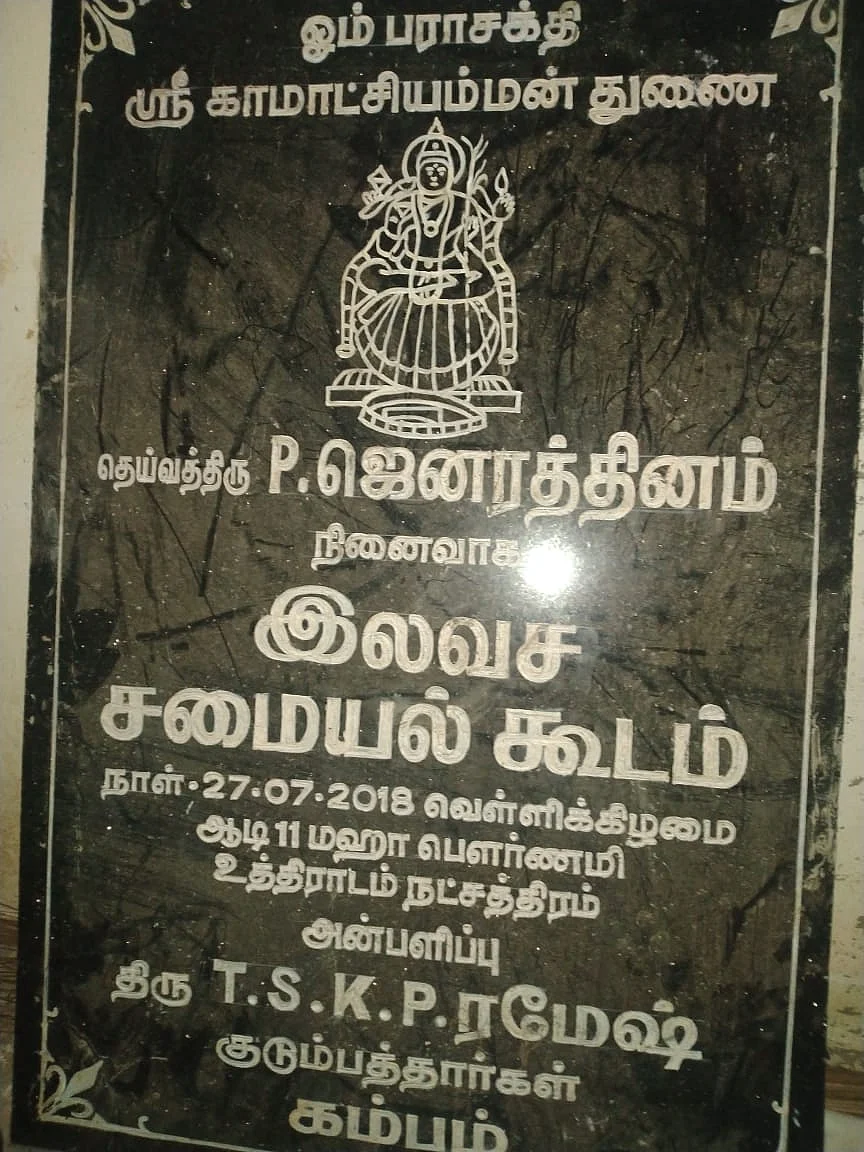 ஓம் பராசக்தி
ஸ்ரீ காமாட்சியம்மன் துணை
தெய்வத்திரு P.ஜெனரத்தினம்
நினைவாக
இலவச
சமையல் கூடம்
நாள்·27·07·2018 வெள்ளிக்கிழமை
ஆடி 11 மஹா பௌர்ணமி
உத்திராடம் நட்சத்திரம்
அன்பளிப்பு
திரு T.S.K.P.ரமேஷ்
குடும்பத்தார்கள்
கம்பம்